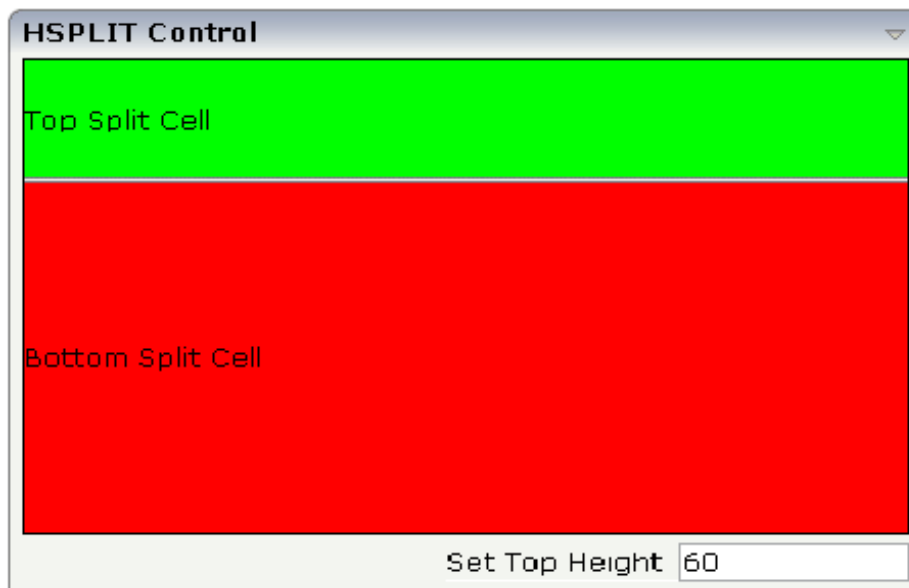 HSPLIT Control
Top Split Cell
Bottom Split Cell
Set Top Height 60